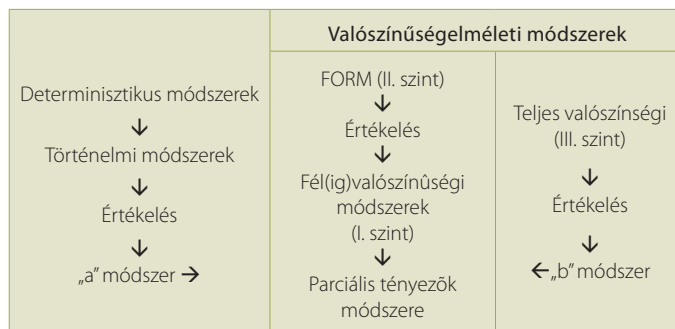 Valószínűségelméleti módszerek
Determinisztikus módszerek
Történelmi módszerek
Értékelés
„a” módszer →
FORM (II. szint)
Értékelés
Fél(ig)valószínûségi
módszerek
(I. szint)
Parciális tényezõk
módszere
Teljes valószínségi
(III. szint)
Értékelés
←„b” módszer